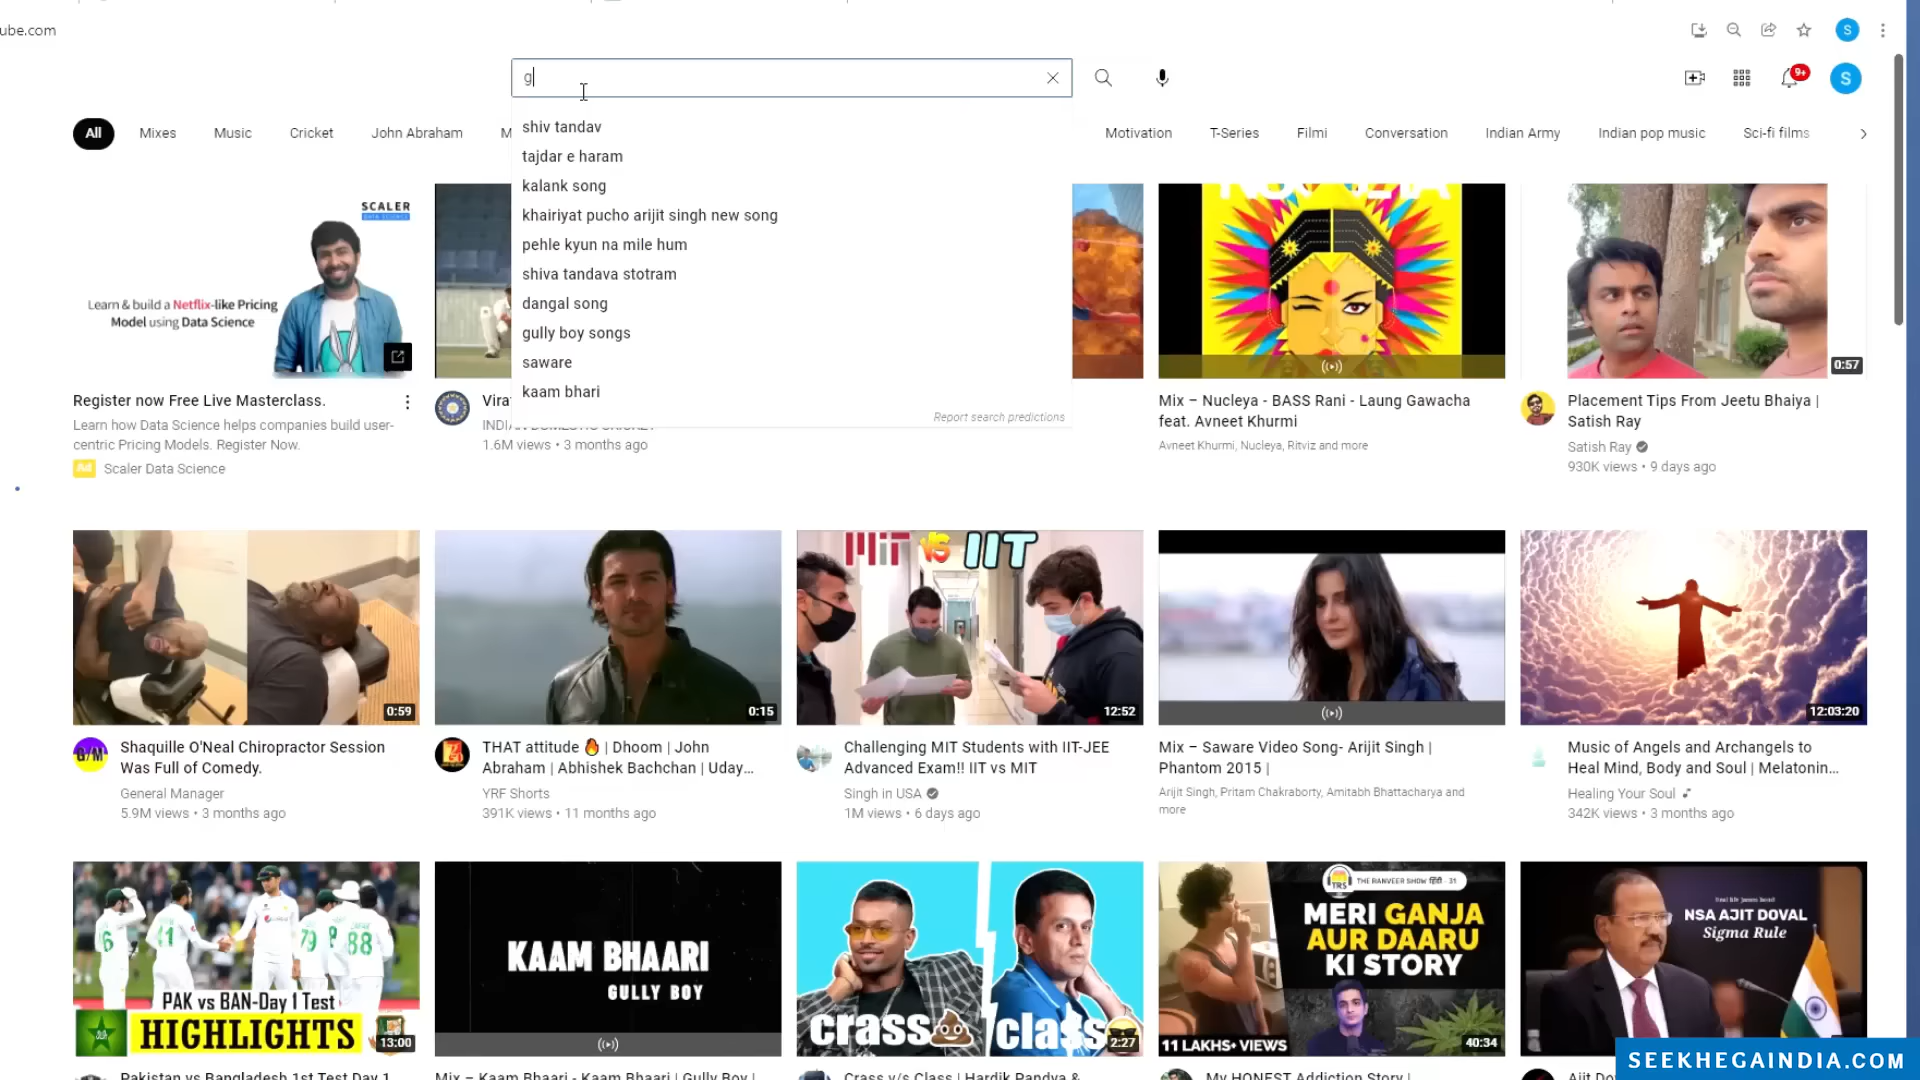 ube.com
S
g
9+
S
All
Mixes
Music
Cricket
John Abraham
M
Motivation
T-Series
Filmi
Conversation
Indian Army
Indian pop music
Sci-fi films
shiv tandav
tajdar e haram
kalank song
khairiyat pucho arijit singh new song
pehle kyun na mile hum
shiva tandava stotram
dangal song
gully boy songs
saware
kaam bhari
Report search predictions
SCALER
DATA SCIENCE
Learn & build a Netflix-like Pricing
Model using Data Science
Register now Free Live Masterclass.
Learn how Data Science helps companies build user-
centric Pricing Models. Register Now.
Ad
Scaler Data Science
Vira
INDIAN DOMESTIC CRICKET
1.6M views • 3 months ago
Mix – Nucleya - BASS Rani - Laung Gawacha
feat. Avneet Khurmi
Avneet Khurmi, Nucleya, Ritviz and more
0:57
Placement Tips From Jeetu Bhaiya |
Satish Ray
Satish Ray
930K views • 9 days ago
0:59
G/M
Shaquille O'Neal Chiropractor Session
Was Full of Comedy.
General Manager
5.9M views • 3 months ago
0:15
THAT attitude 🔥 | Dhoom | John
Abraham | Abhishek Bachchan | Uday...
YRF Shorts
391K views • 11 months ago
MIT VS IIT
12:52
Challenging MIT Students with IIT-JEE
Advanced Exam!! IIT vs MIT
Singh in USA
1M views • 6 days ago
Mix – Saware Video Song- Arijit Singh |
Phantom 2015 |
Arijit Singh, Pritam Chakraborty, Amitabh Bhattacharya and
more
12:03:20
Music of Angels and Archangels to
Heal Mind, Body and Soul | Melatonin...
Healing Your Soul
342K views • 3 months ago
PAK vs BAN-Day 1 Test
HIGHLIGHTS
13:00
Pakistan vs Bangladesh 1st Test Day 1
KAAM BHAARI
GULLY BOY
Mix – Kaam Bhaari - Kaam Bhaari | Gully Boy |
crass💩
class
2:27
Crass v/s Class | Hardik Pandya &
TRS
THE RANVEER SHOW हिंदी - 31
MERI GANJA
AUR DAARU
KI STORY
11 LAKHS+ VIEWS
40:34
My HONEST Addiction Story |
NSA AJIT DOVAL
Sigma Rule
Ajit Do
SEEKHEGAINDIA.COM